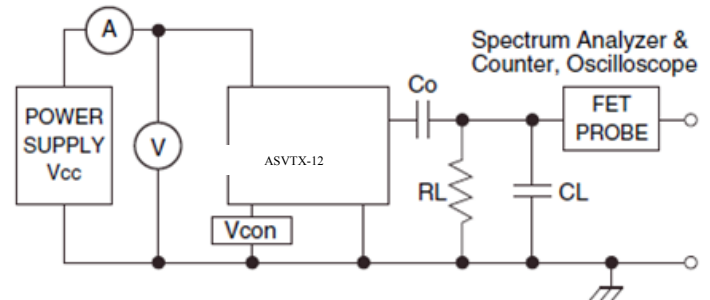 A
Spectrum Analyzer &
Counter, Oscilloscope
Co
POWER
SUPPLY
Vcc
V
ASVTX-12
FET
PROBE
RL
CL
Vcon